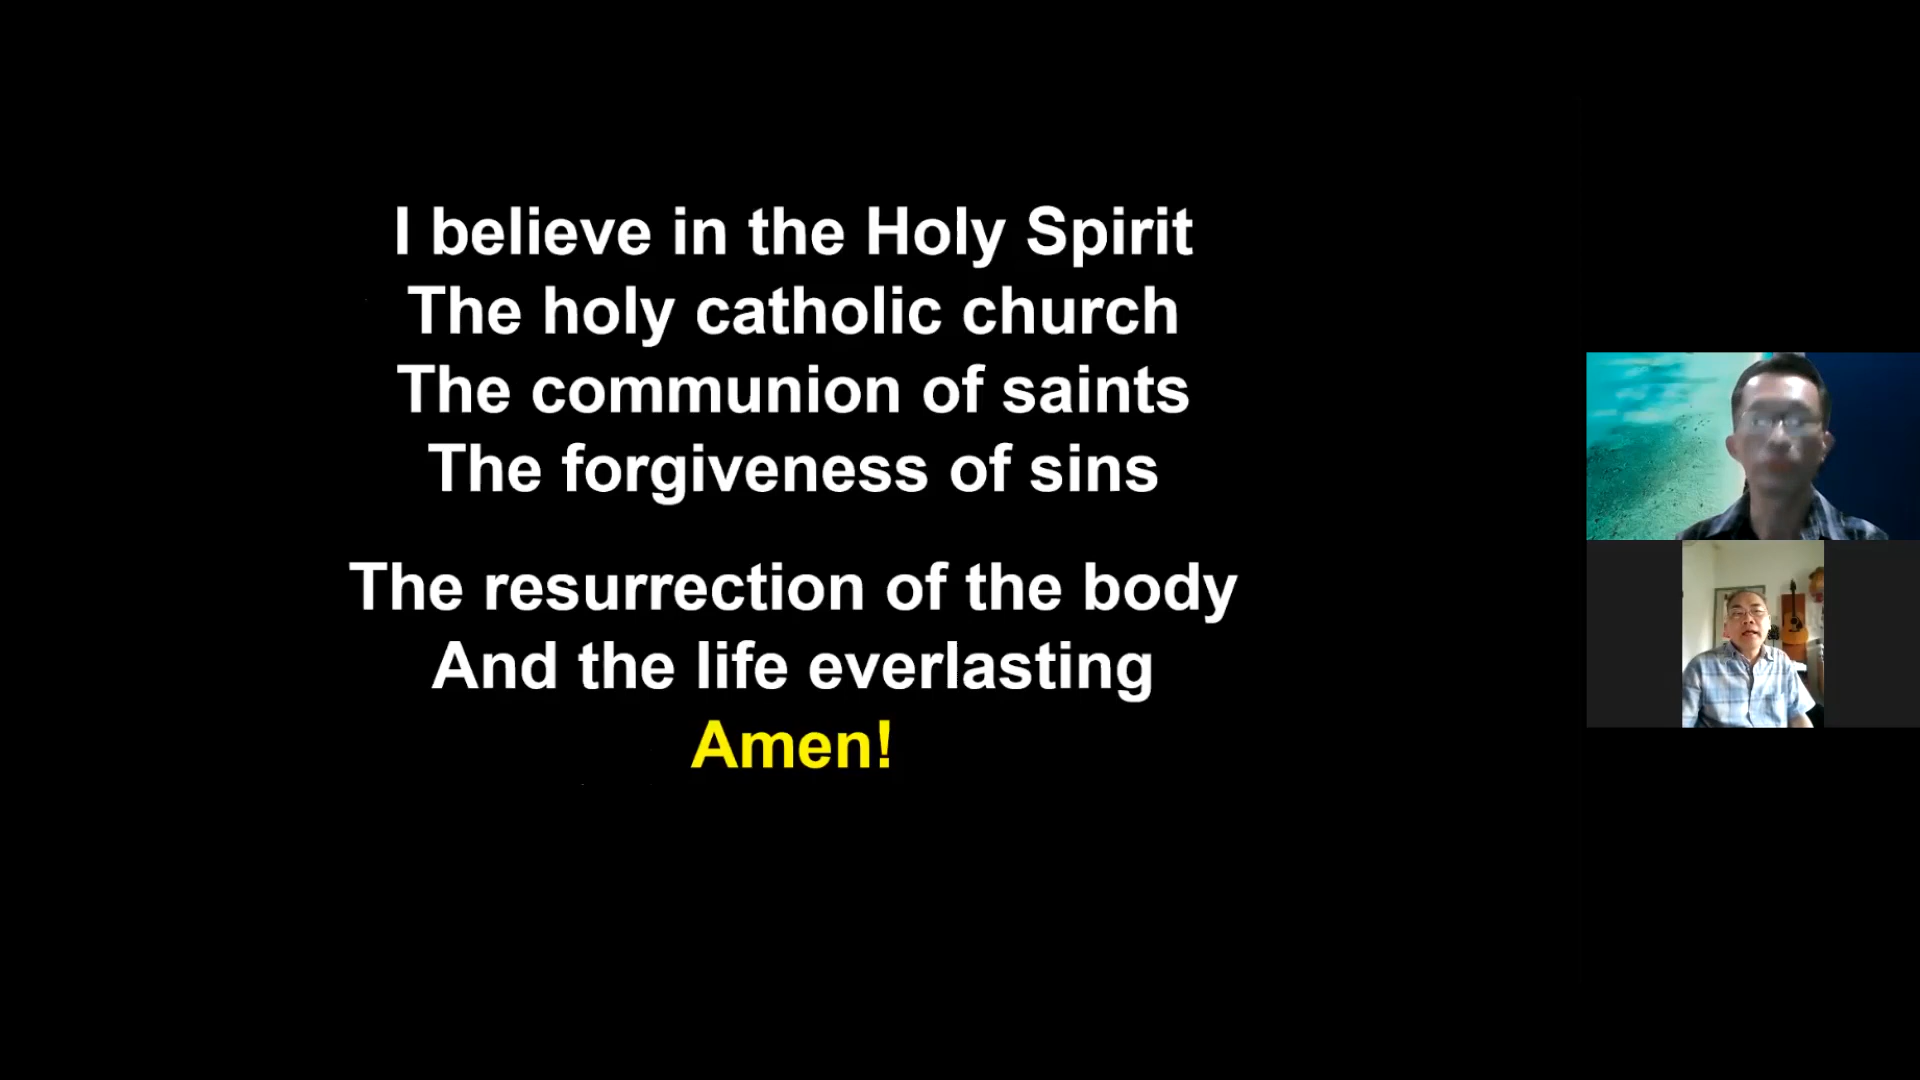 I believe in the Holy Spirit
The holy catholic church
The communion of saints
The forgiveness of sins
The resurrection of the body
And the life everlasting
Amen!